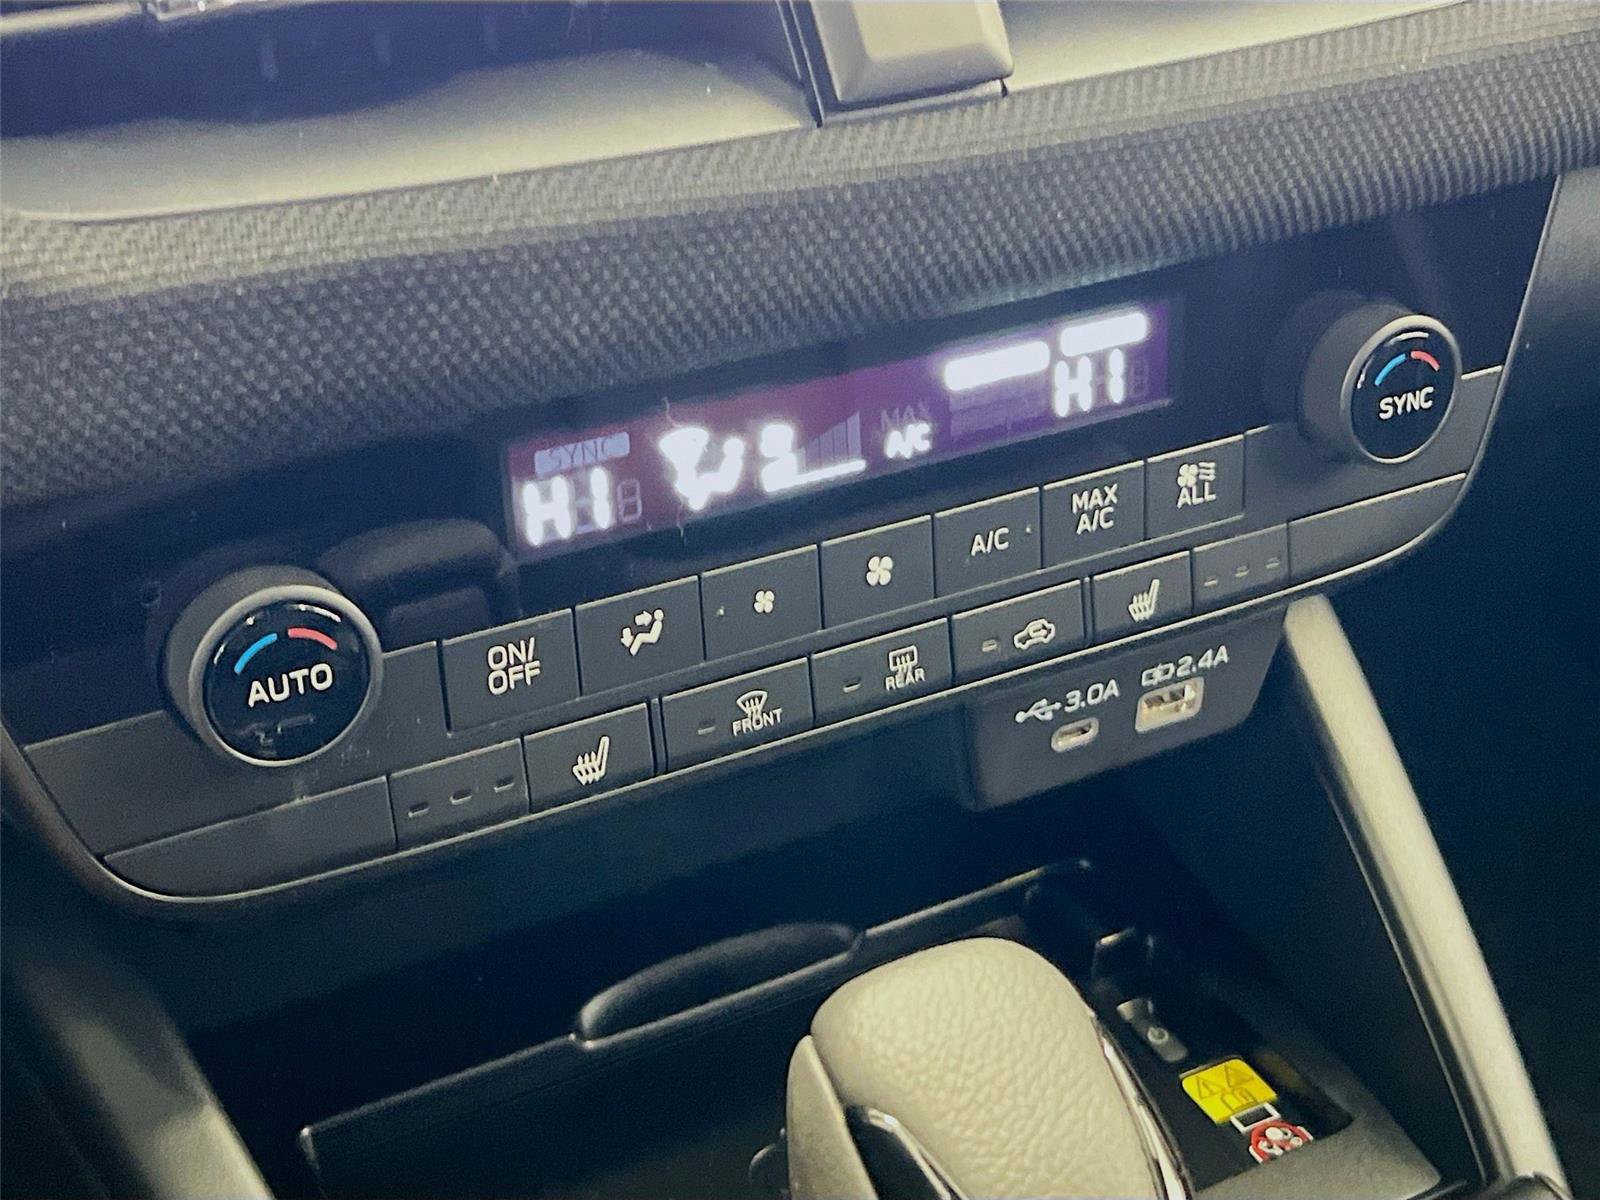 SYNC
HI
MAX
A/C
HI
SYNC
AUTO
ON/
OFF
A/C
MAX
A/C
ALL
FRONT
REAR
3.0A
2.4A